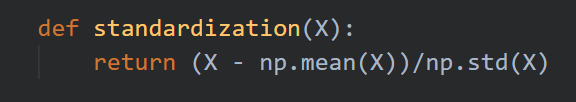 def standardization(X):
    return (X - np.mean(X))/np.std(X)